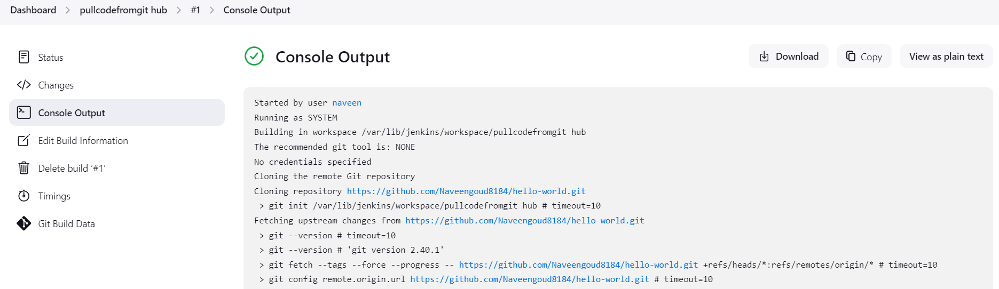 Dashboard > pullcodefromgit hub > #1 > Console Output
Status
Changes
Console Output
Edit Build Information
Delete build ‘#1’
Timings
Git Build Data
Console Output
Download
Copy
View as plain text
Started by user naveen
Running as SYSTEM
Building in workspace /var/lib/jenkins/workspace/pullcodefromgit hub
The recommended git tool is: NONE
No credentials specified
Cloning the remote Git repository
Cloning repository https://github.com/Naveengoud8184/hello-world.git
> git init /var/lib/jenkins/workspace/pullcodefromgit hub # timeout=10
Fetching upstream changes from https://github.com/Naveengoud8184/hello-world.git
> git --version # timeout=10
> git --version # 'git version 2.40.1'
> git fetch --tags --force --progress -- https://github.com/Naveengoud8184/hello-world.git +refs/heads/*:refs/remotes/origin/* # timeout=10
> git config remote.origin.url https://github.com/Naveengoud8184/hello-world.git # timeout=10